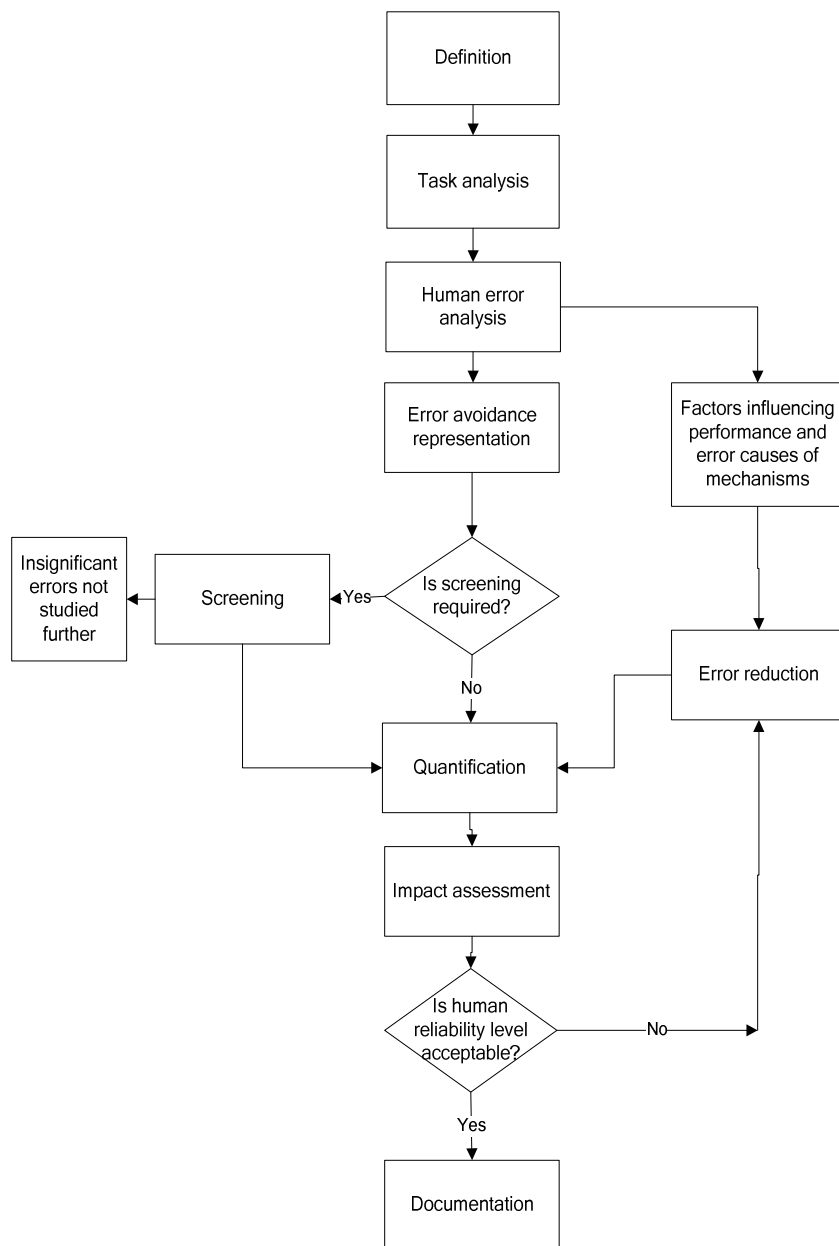 Definition
Task analysis
Human error
analysis
Error avoidance
representation
Factors influencing
performance and
error causes of
mechanisms
Insignificant
errors not
studied
further
Screening
Yes
Is screening
required?
No
Error reduction
Quantification
Impact assessment
Is human
reliability level
acceptable?
No
Yes
Documentation